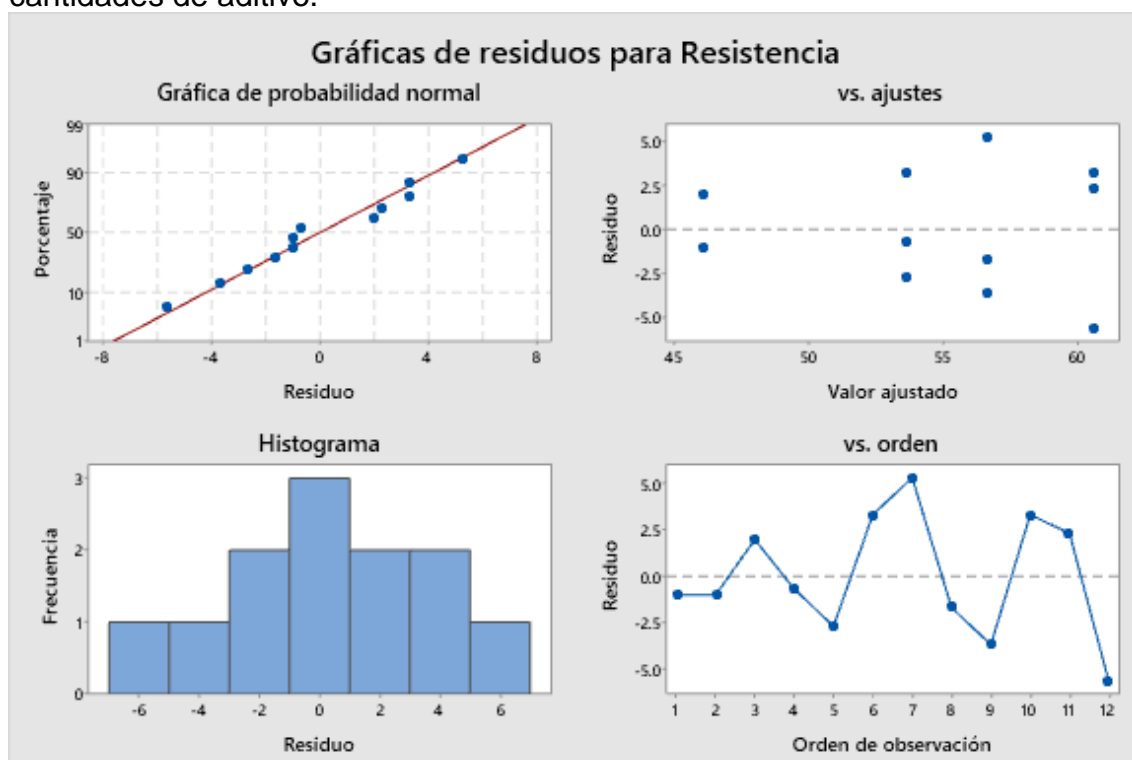 cantidades de aditivo.
Gráficas de residuos para Resistencia
Gráfica de probabilidad normal
99
90
50
10
1
Porcentaje
-8 -4 0 4 8
Residuo
vs. ajustes
5.0
2.5
0.0
-2.5
-5.0
Residuo
45 50 55 60
Valor ajustado
Histograma
3
2
1
0
Frecuencia
-6 -4 -2 0 2 4 6
Residuo
vs. orden
5.0
2.5
0.0
-2.5
-5.0
Residuo
1 2 3 4 5 6 7 8 9 10 11 12
Orden de observación